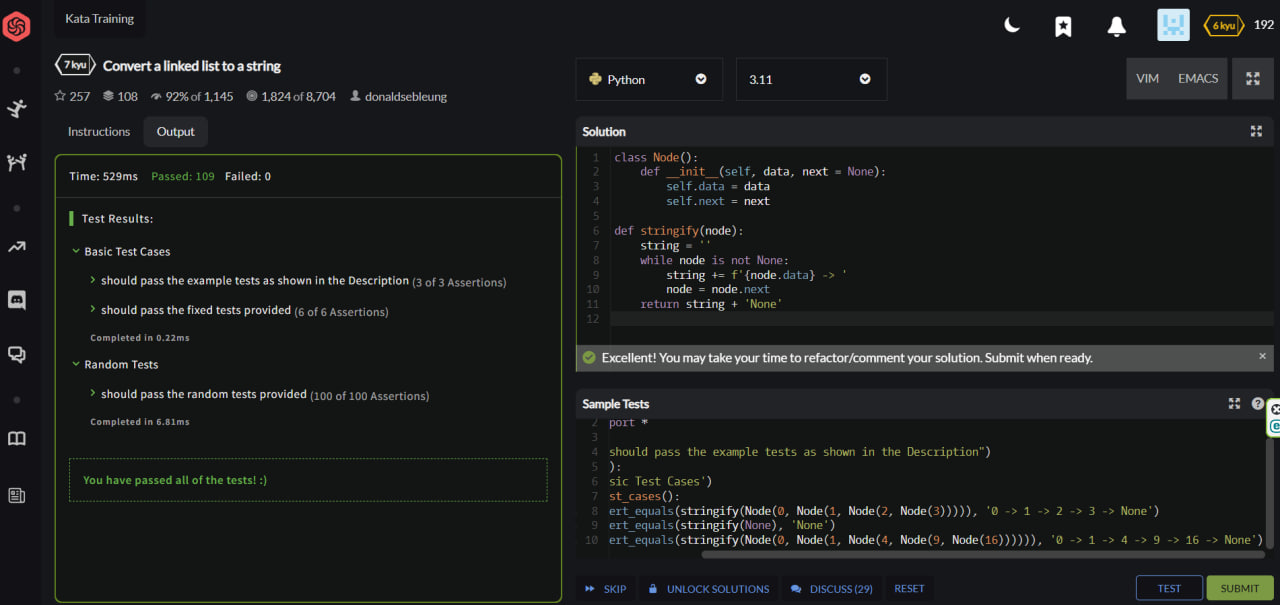 Kata Training
6 kyu 192
7 kyu Convert a linked list to a string
257 108 92% of 1,145 1,824 of 8,704 donaldsebleung
Instructions Output
Time: 529ms Passed: 109 Failed: 0
Test Results:
Basic Test Cases
should pass the example tests as shown in the Description (3 of 3 Assertions)
should pass the fixed tests provided (6 of 6 Assertions)
Completed in 0.22ms
Random Tests
should pass the random tests provided (100 of 100 Assertions)
Completed in 6.81ms
You have passed all of the tests! :)
Python 3.11 VIM EMACS
Solution
1 class Node():
2     def __init__(self, data, next = None):
3         self.data = data
4         self.next = next
5
6 def stringify(node):
7     string = ''
8     while node is not None:
9         string += f'{node.data} -> '
10         node = node.next
11     return string + 'None'
12
Excellent! You may take your time to refactor/comment your solution. Submit when ready.
Sample Tests
2 port *
3
4 should pass the example tests as shown in the Description")
5 ):
6 sic Test Cases')
7 st_cases():
8 ert_equals(stringify(Node(0, Node(1, Node(2, Node(3))))), '0 -> 1 -> 2 -> 3 -> None')
9 ert_equals(stringify(None), 'None')
10 ert_equals(stringify(Node(0, Node(1, Node(4, Node(9, Node(16)))))), '0 -> 1 -> 4 -> 9 -> 16 -> None')
SKIP UNLOCK SOLUTIONS DISCUSS (29) RESET TEST SUBMIT